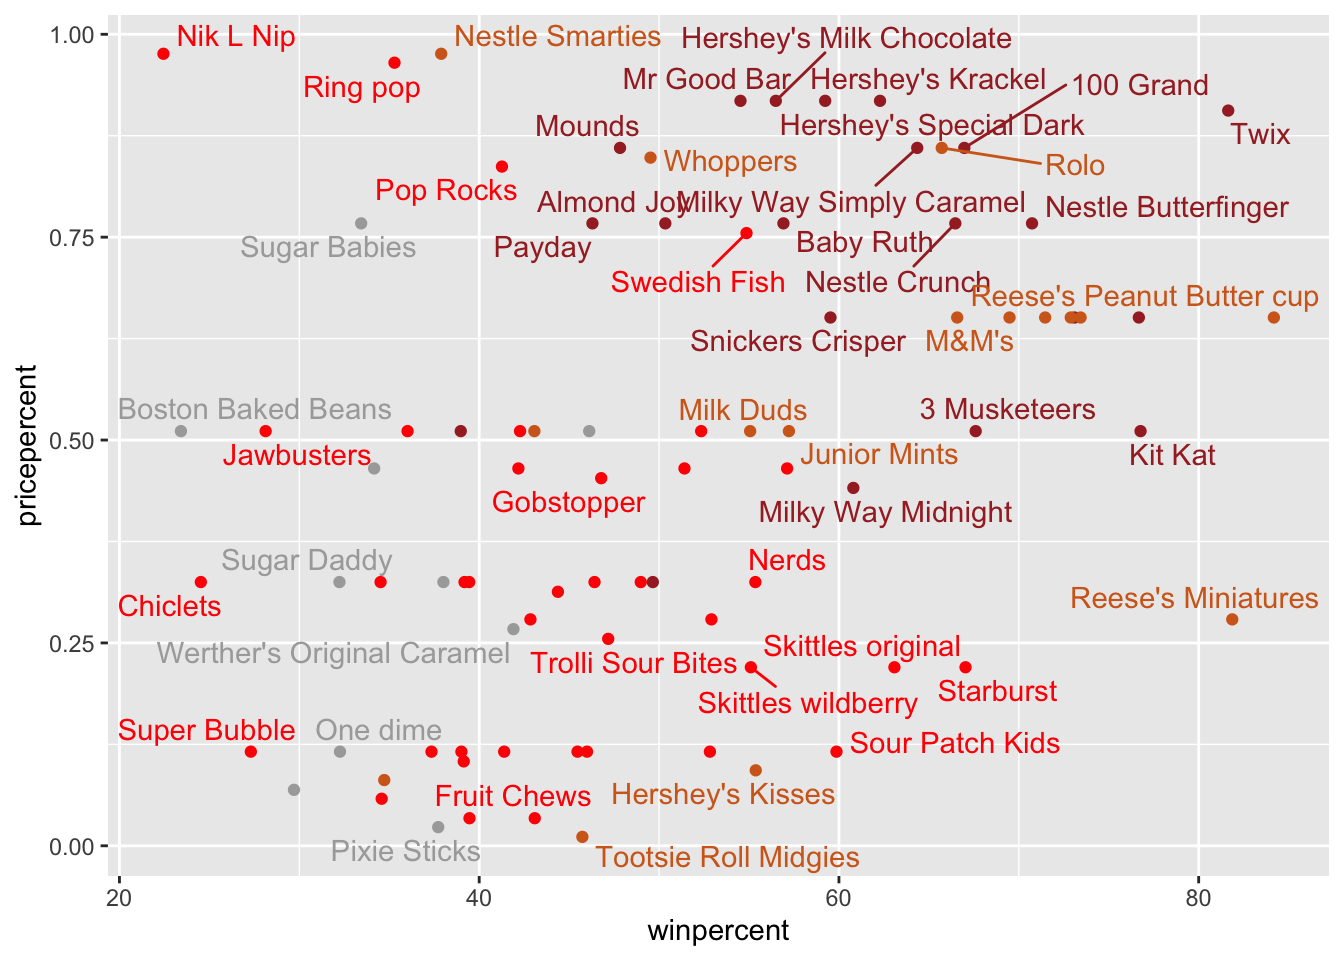 1.00
Nik L Nip
Nestle Smarties
Hershey's Milk Chocolate
Ring pop
Mr Good Bar
Hershey's Krackel
100 Grand
Mounds
Hershey's Special Dark
Twix
Whoppers
Rolo
Pop Rocks
Almond Joy
Milky Way Simply Caramel
Nestle Butterfinger
0.75
Sugar Babies
Payday
Baby Ruth
Swedish Fish
Nestle Crunch
Reese's Peanut Butter cup
Snickers Crisper
M&M's
pricepercent
Boston Baked Beans
Milk Duds
3 Musketeers
0.50
Jawbusters
Junior Mints
Kit Kat
Gobstopper
Milky Way Midnight
Sugar Daddy
Nerds
Chiclets
Reese's Miniatures
0.25
Werther's Original Caramel
Skittles original
Trolli Sour Bites
Starburst
Skittles wildberry
Super Bubble
One dime
Sour Patch Kids
Fruit Chews
Hershey's Kisses
0.00
Pixie Sticks
Tootsie Roll Midgies
20
40
60
80
winpercent